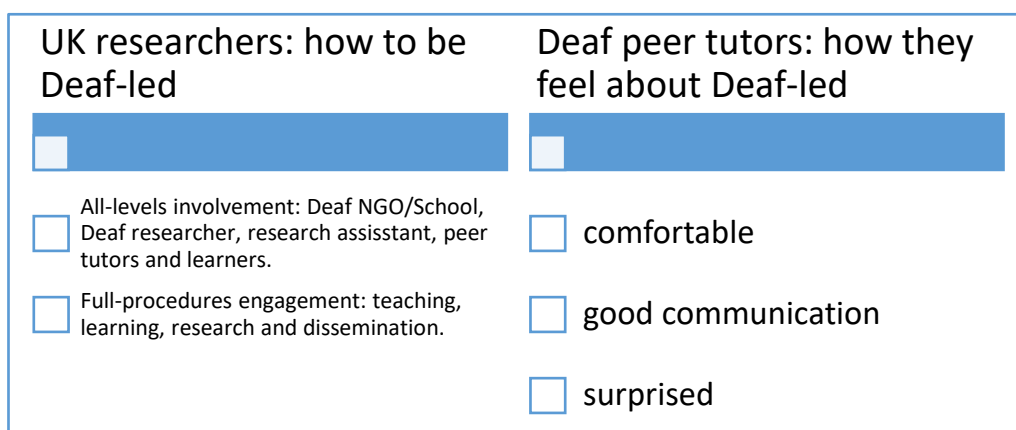 UK researchers: how to be
Deaf-led
All-levels involvement: Deaf NGO/School,
Deaf researcher, research assisstant, peer
tutors and learners.
Full-procedures engagement: teaching,
learning, research and dissemination.
Deaf peer tutors: how they
feel about Deaf-led
comfortable
good communication
surprised